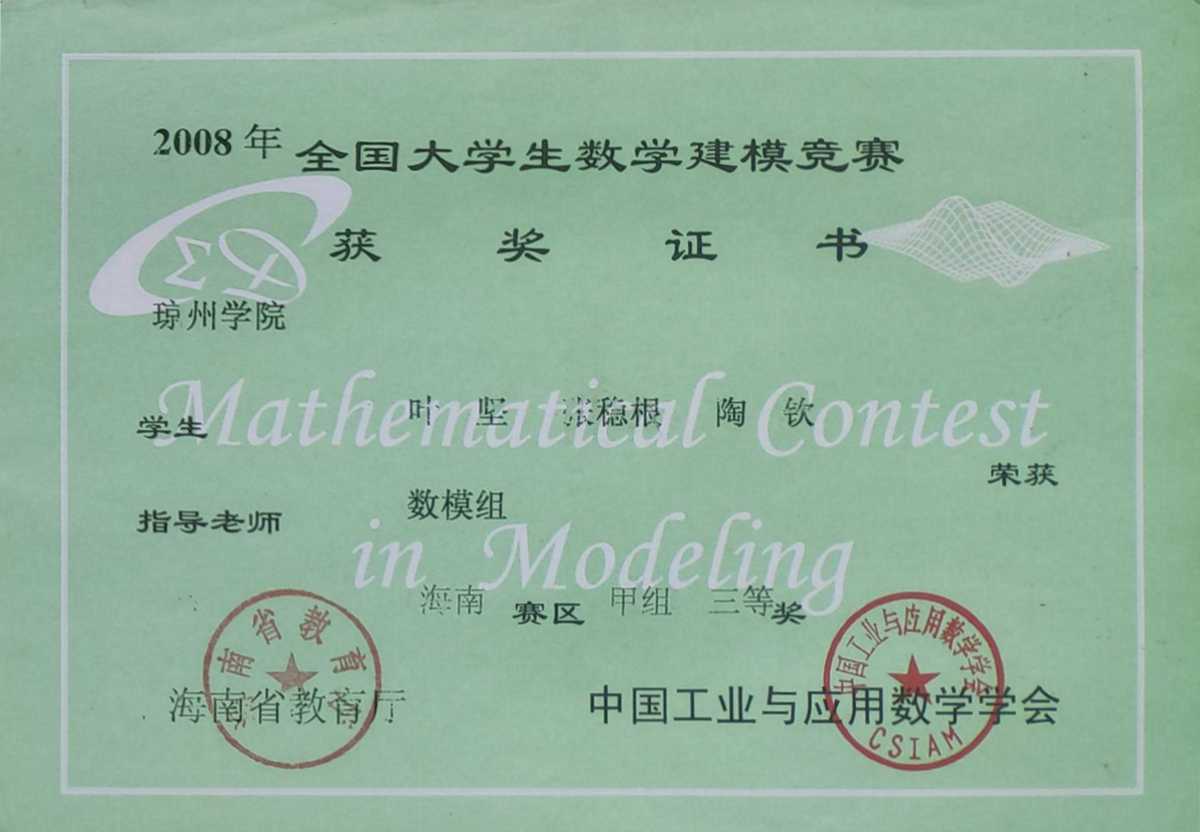 2008 年 全国大学生数学建模竞赛
获 奖 证 书
琼州学院
Mathematical Contest
学生 叶 坚 张稳根 陶 钦
荣获
指导老师 数模组
in Modeling
海南 赛区 甲组 三等奖
海南省教育厅
海南省教育厅
中国工业与应用数学学会
中国工业与应用数学学会
CSIAM